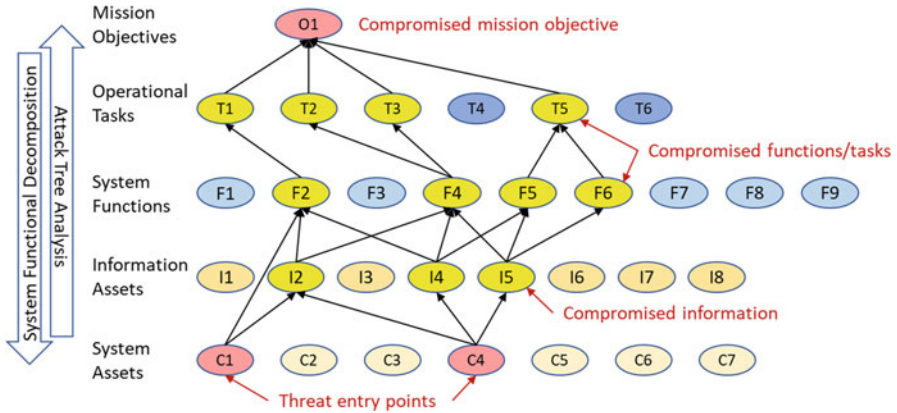 Mission
Objectives
O1
Compromised mission objective
System Functional Decomposition
Attack Tree Analysis
Operational
Tasks
T1 T2 T3 T4 T5 T6
Compromised functions/tasks
System
Functions
F1 F2 F3 F4 F5 F6 F7 F8 F9
Information
Assets
I1 I2 I3 I4 I5 I6 I7 I8
Compromised information
System
Assets
C1 C2 C3 C4 C5 C6 C7
Threat entry points